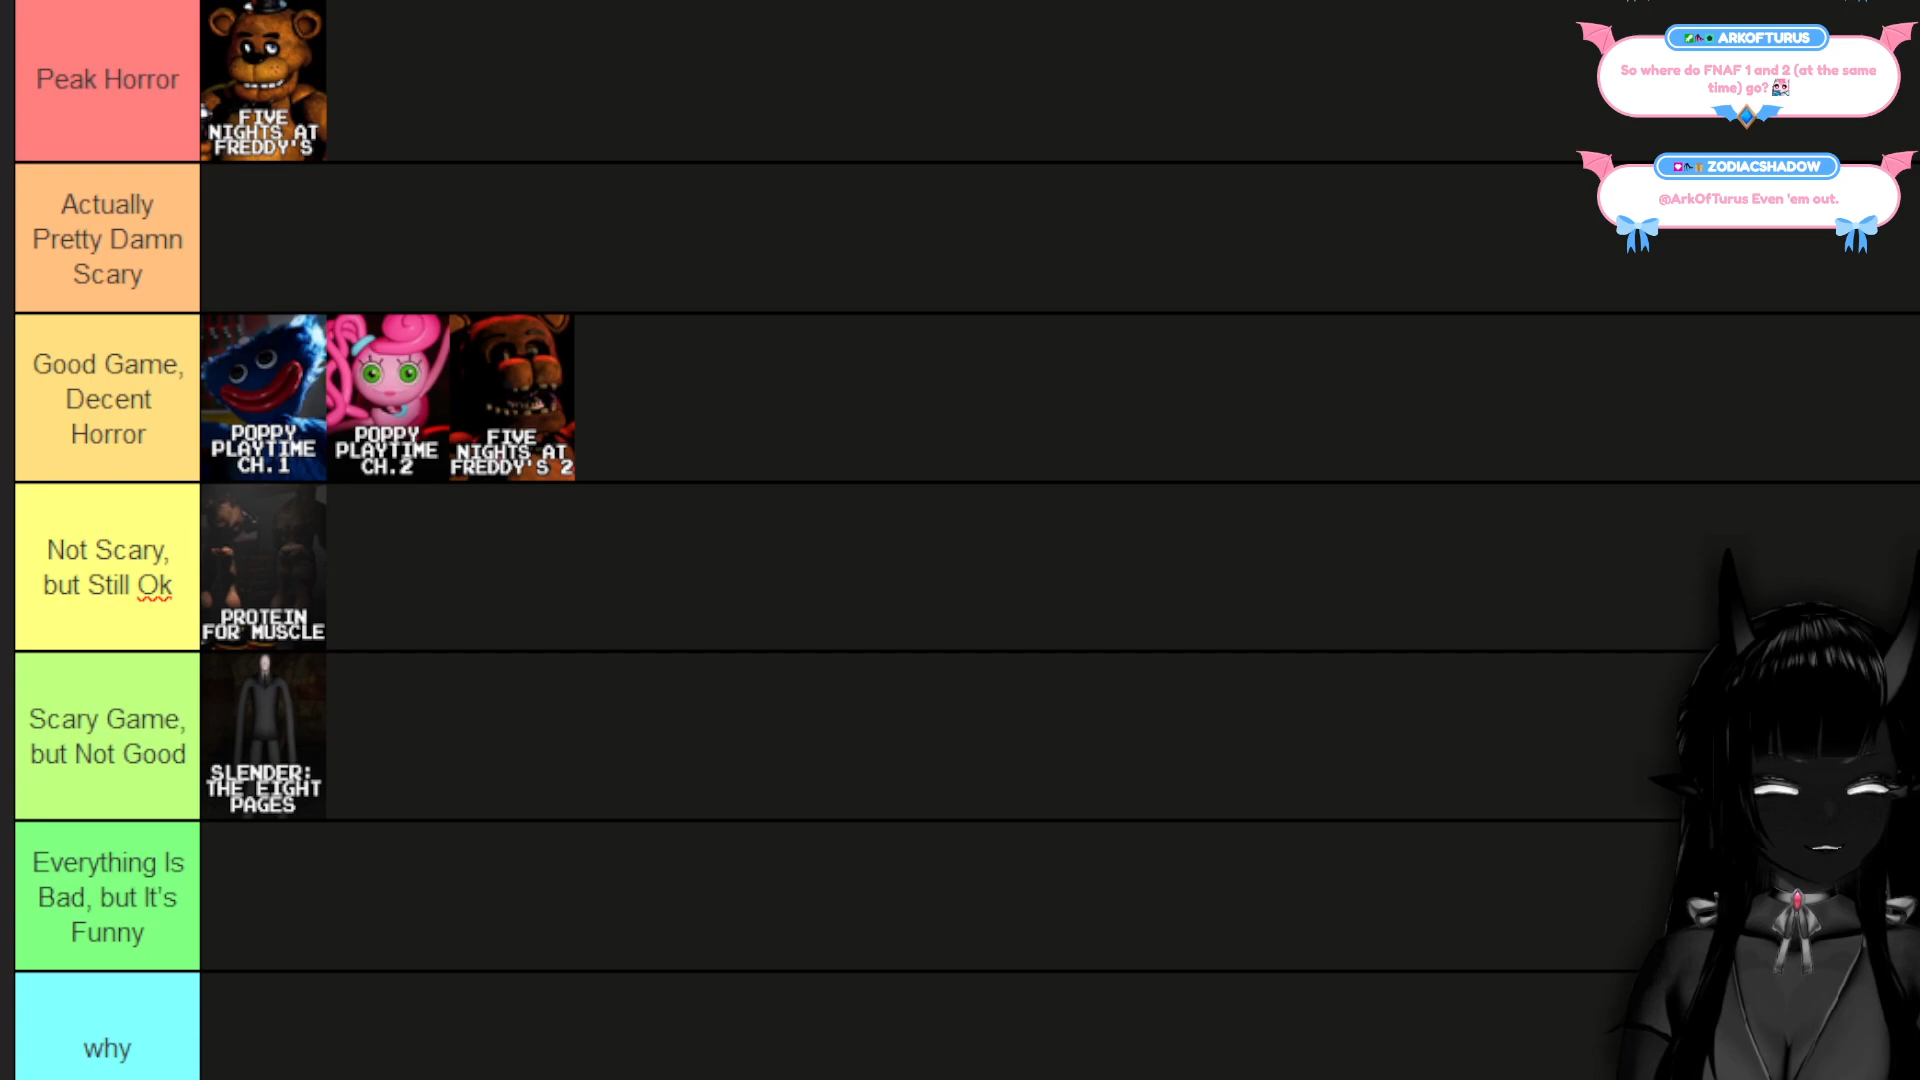 Peak Horror
FIVE
NIGHTS AT
FREDDY'S
ARKOFTURUS
So where do FNAF 1 and 2 (at the same
time) go?
ZODIACSHADOW
@ArkOfTurus Even 'em out.
Actually
Pretty Damn
Scary
Good Game,
Decent
Horror
POPPY
PLAYTIME
CH.1
POPPY
PLAYTIME
CH.2
FIVE
NIGHTS AT
FREDDY'S 2
Not Scary,
but Still Ok
PROTEIN
FOR MUSCLE
Scary Game,
but Not Good
SLENDER:
THE EIGHT
PAGES
Everything Is
Bad, but It's
Funny
why